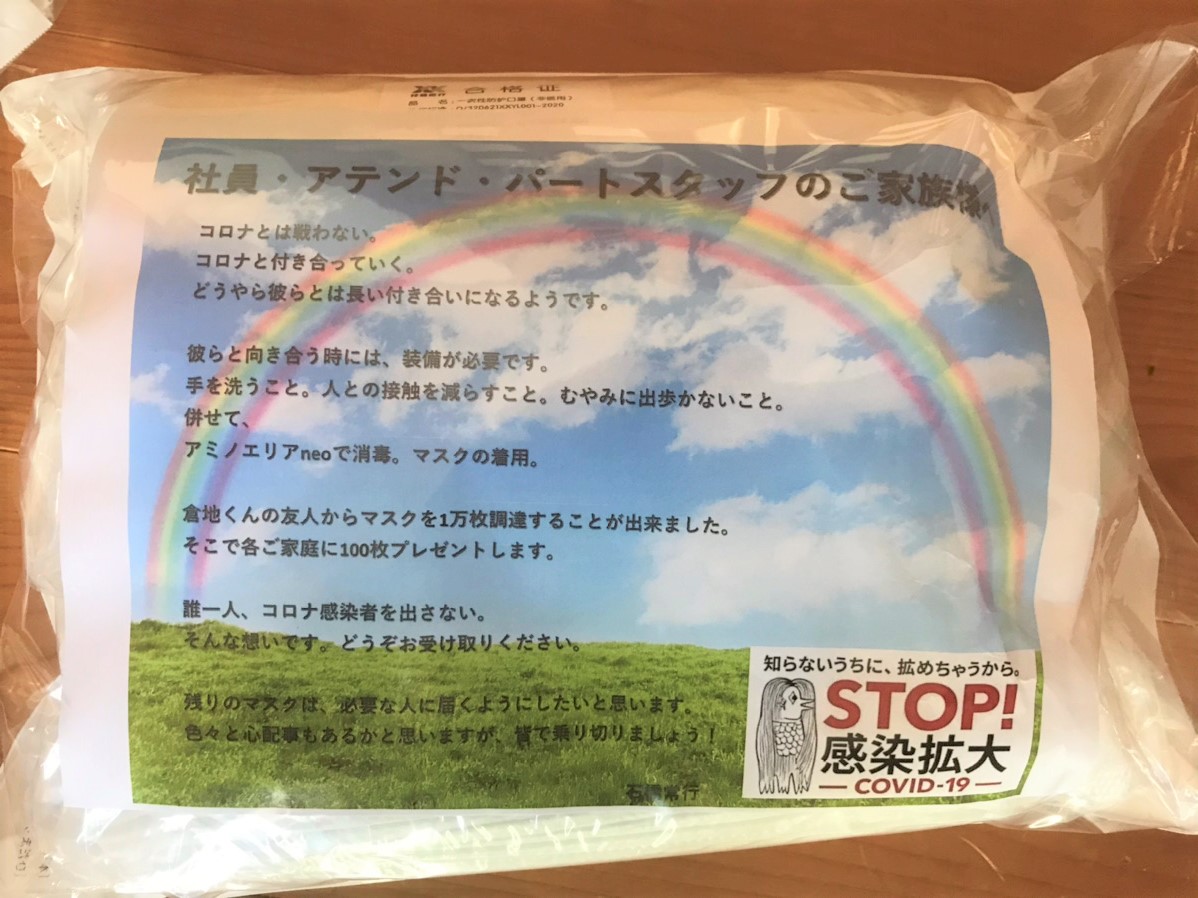 合格证
品 名:一次性防护口罩(非医用)
社員・アテンド・パートスタッフのご家族様
コロナとは戦わない。
コロナと付き合っていく。
どうやら彼らとは長い付き合いになるようです。
彼らと向き合う時には、装備が必要です。
手を洗うこと。人との接触を減らすこと。むやみに出歩かないこと。
併せて、
アミノエリアneoで消毒。マスクの着用。
倉地くんの友人からマスクを1万枚調達することが出来ました。
そこで各ご家庭に100枚プレゼントします。
誰一人、コロナ感染者を出さない。
そんな想いです。どうぞお受け取りください。
残りのマスクは、必要な人に届くようにしたいと思います。
色々と心配事もあるかと思いますが、皆で乗り切りましょう!
知らないうちに、拡めちゃうから。
STOP!
感染拡大
COVID-19